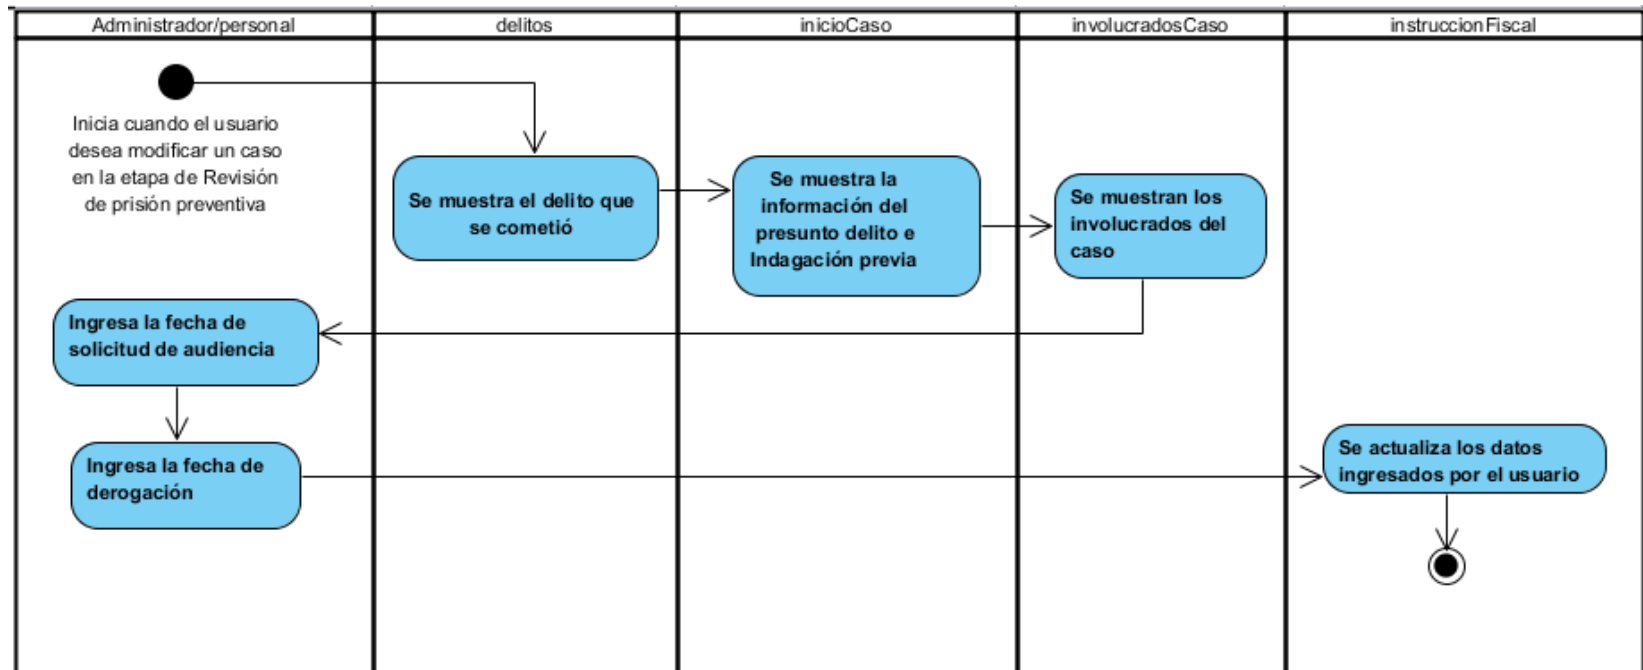 Administrador/personal
delitos
inicioCaso
involucradosCaso
instruccionFiscal
Inicia cuando el usuario
desea modificar un caso
en la etapa de Revisión
de prisión preventiva
Se muestra el delito que
se cometió
Se muestra la
información del
presunto delito e
Indagación previa
Se muestran los
involucrados del
caso
Ingresa la fecha de
solicitud de audiencia
Ingresa la fecha de
derogación
Se actualiza los datos
ingresados por el usuario